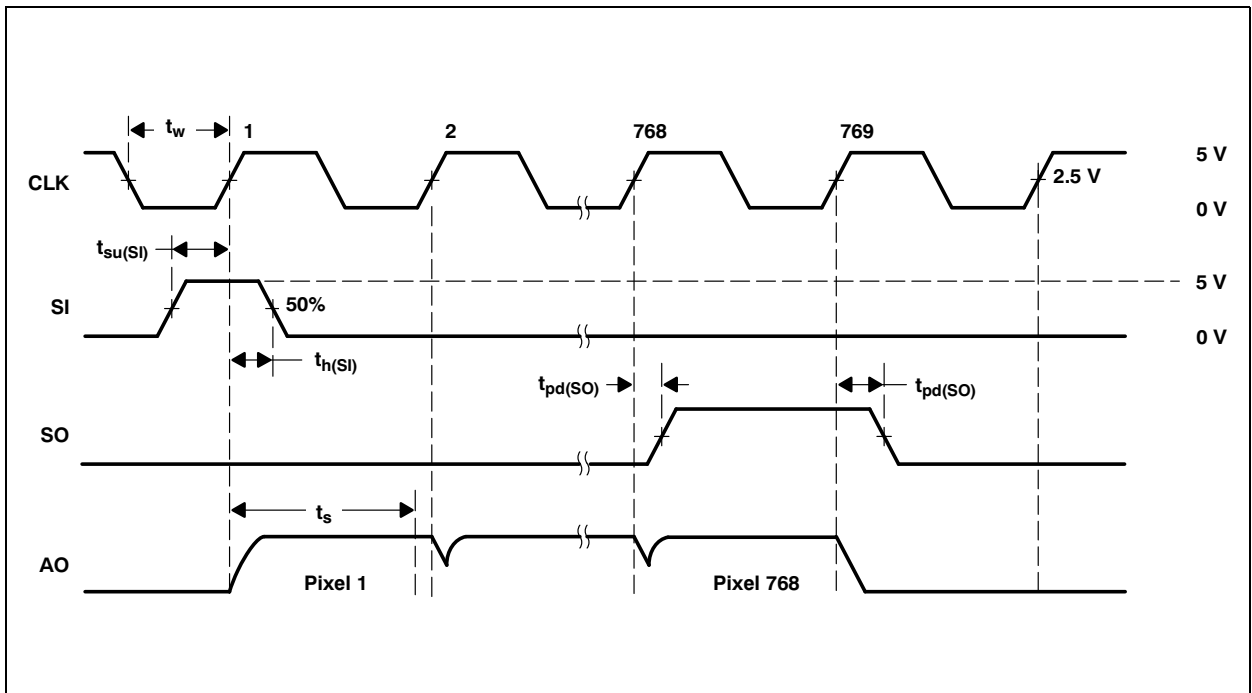 tw 1 2 768 769
5 V
CLK 2.5 V
0 V
tsu(SI)
5 V
SI 50%
0 V
th(SI)
tpd(SO) tpd(SO)
SO
ts
AO
Pixel 1 Pixel 768